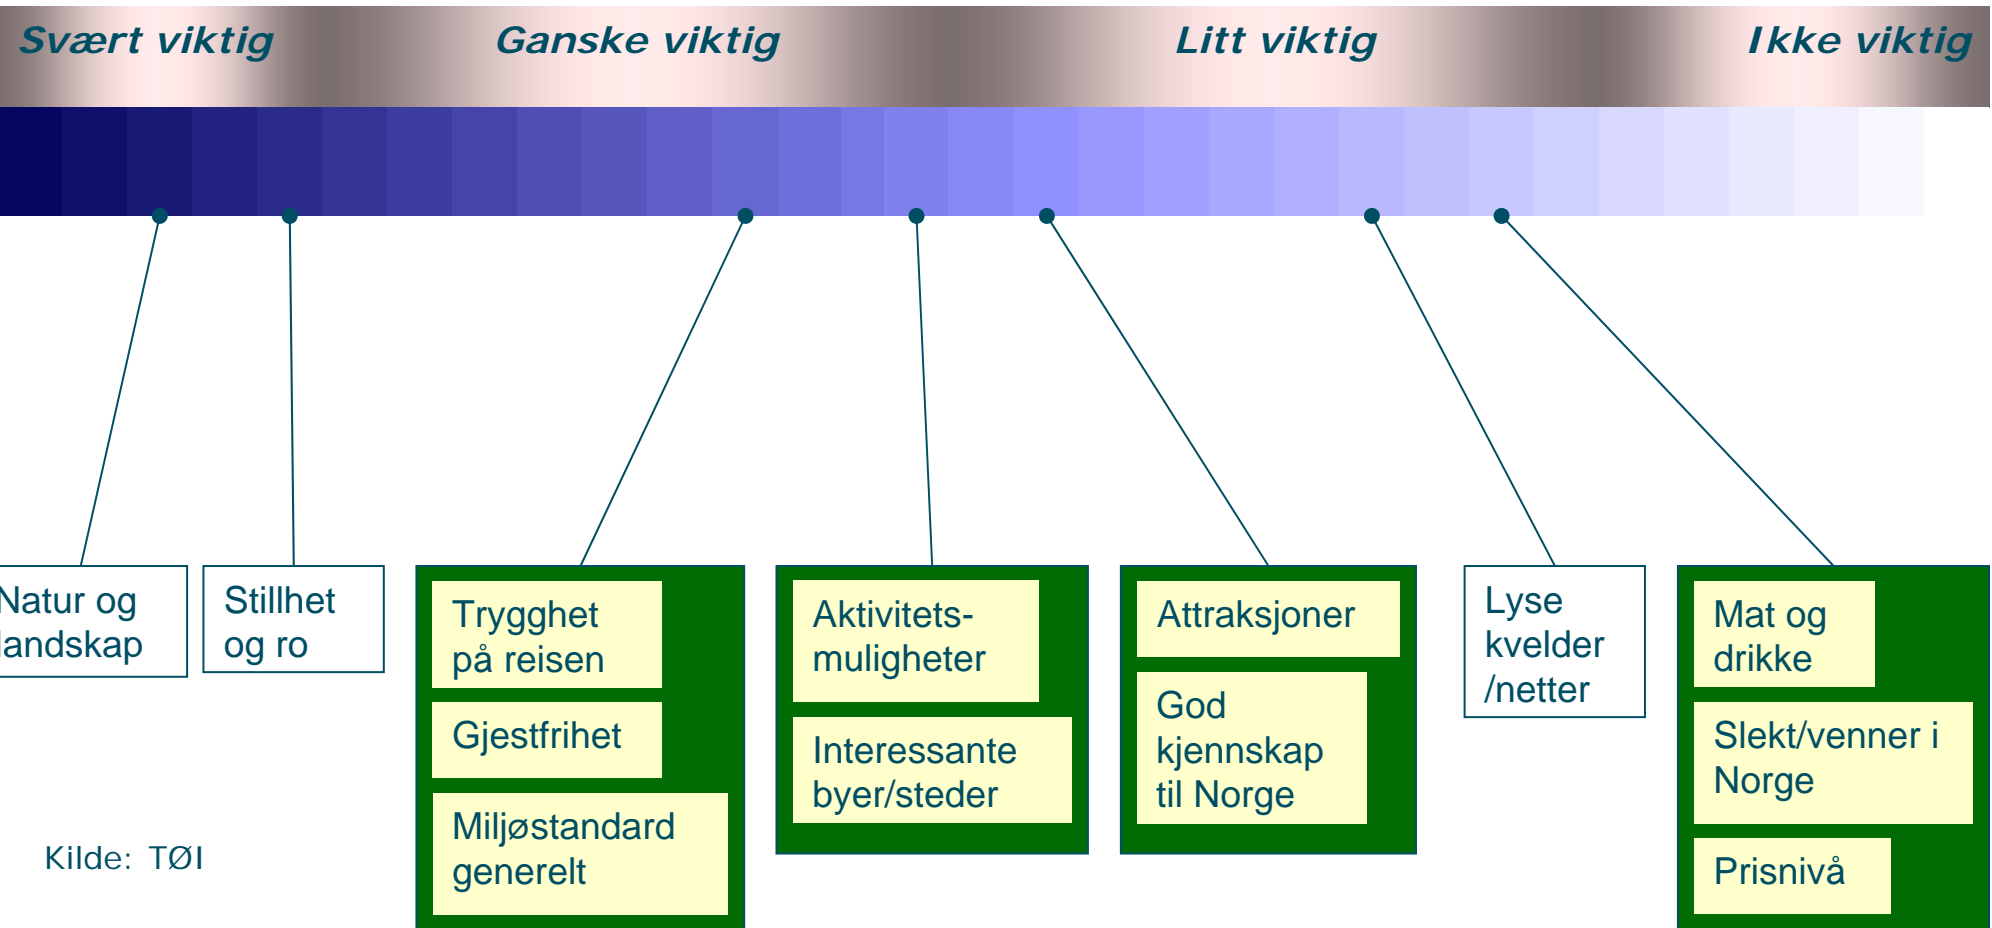 Svært viktig
Ganske viktig
Litt viktig
Ikke viktig
Natur og
landskap
Stillhet
og ro
Trygghet
på reisen
Gjestfrihet
Miljøstandard
generelt
Aktivitets-
muligheter
Interessante
byer/steder
Attraksjoner
God
kjennskap
til Norge
Lyse
kvelder
/netter
Mat og
drikke
Slekt/venner i
Norge
Prisnivå
Kilde: TØI